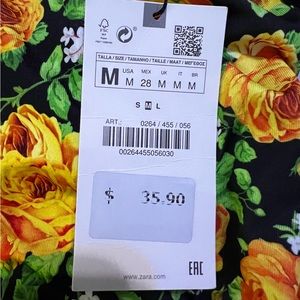 FSC
TALLA / SIZE / TAMANHO / TAILLE / MAAT / МЕГЕӨОΣ
M USA MEX UK IT BR
M 28 M M M
S M L
ART.: 0264 / 455 / 056
00264455056030
$ 35.90
www.zara.com
EAC